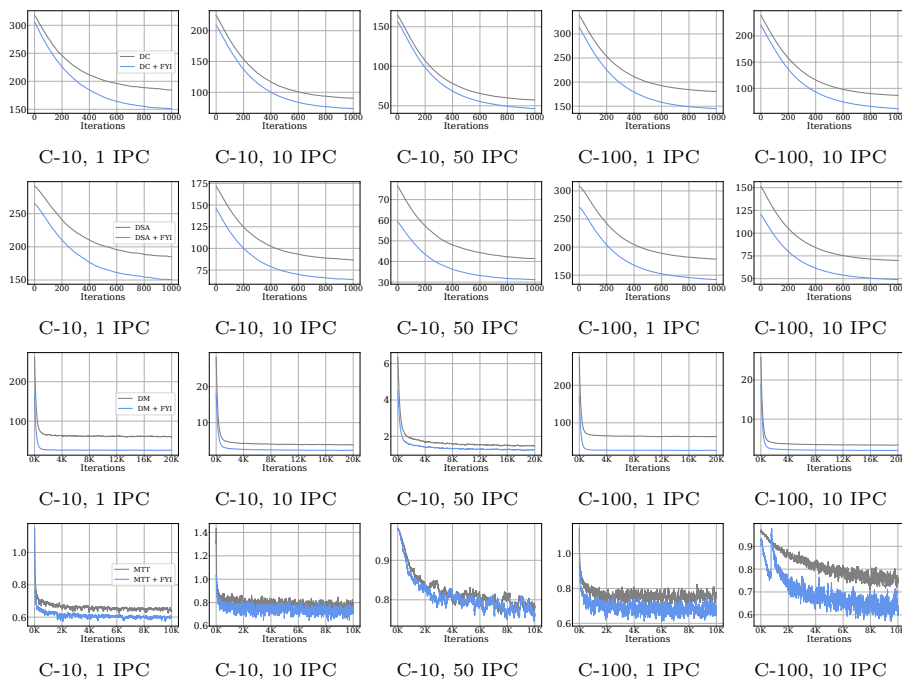 300
250
200
150
DC
DC + FYI
0 200 400 600 800 1000
Iterations
C-10, 1 IPC
200
150
100
0 200 400 600 800 1000
Iterations
C-10, 10 IPC
150
100
50
0 200 400 600 800 1000
Iterations
C-10, 50 IPC
300
250
200
150
0 200 400 600 800 1000
Iterations
C-100, 1 IPC
200
150
100
0 200 400 600 800 1000
Iterations
C-100, 10 IPC
250
200
150
DSA
DSA + FYI
0 200 400 600 800 1000
Iterations
C-10, 1 IPC
175
150
125
100
75
0 200 400 600 800 1000
Iterations
C-10, 10 IPC
70
60
50
40
30
0 200 400 600 800 1000
Iterations
C-10, 50 IPC
300
250
200
150
0 200 400 600 800 1000
Iterations
C-100, 1 IPC
150
125
100
75
50
0 200 400 600 800 1000
Iterations
C-100, 10 IPC
200
100
DM
DM + FYI
0K 4K 8K 12K 16K 20K
Iterations
C-10, 1 IPC
20
10
0K 4K 8K 12K 16K 20K
Iterations
C-10, 10 IPC
6
4
2
0K 4K 8K 12K 16K 20K
Iterations
C-10, 50 IPC
200
100
0K 4K 8K 12K 16K 20K
Iterations
C-100, 1 IPC
20
10
0K 4K 8K 12K 16K 20K
Iterations
C-100, 10 IPC
1.0
0.8
0.6
MTT
MTT + FYI
0K 2K 4K 6K 8K 10K
Iterations
C-10, 1 IPC
1.4
1.2
1.0
0.8
0.6
0K 2K 4K 6K 8K 10K
Iterations
C-10, 10 IPC
0.9
0.8
0K 2K 4K 6K 8K 10K
Iterations
C-10, 50 IPC
1.0
0.8
0.6
0K 2K 4K 6K 8K 10K
Iterations
C-100, 1 IPC
0.9
0.8
0.7
0.6
0K 2K 4K 6K 8K 10K
Iterations
C-100, 10 IPC